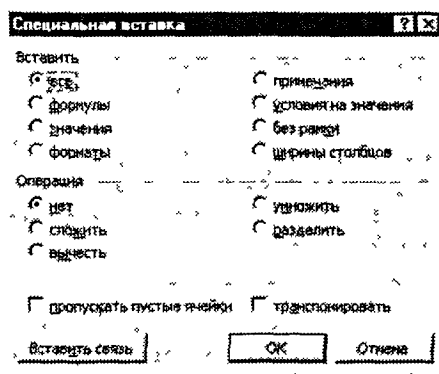 Специальная вставка
Вставить
все
примечания
формулы
условия на значения
значения
без рамки
форматы
ширины столбцов
Операция
нет
умножить
сложить
разделить
вычесть
пропускать пустые ячейки
транспонировать
Вставить связь
ОК
Отмена